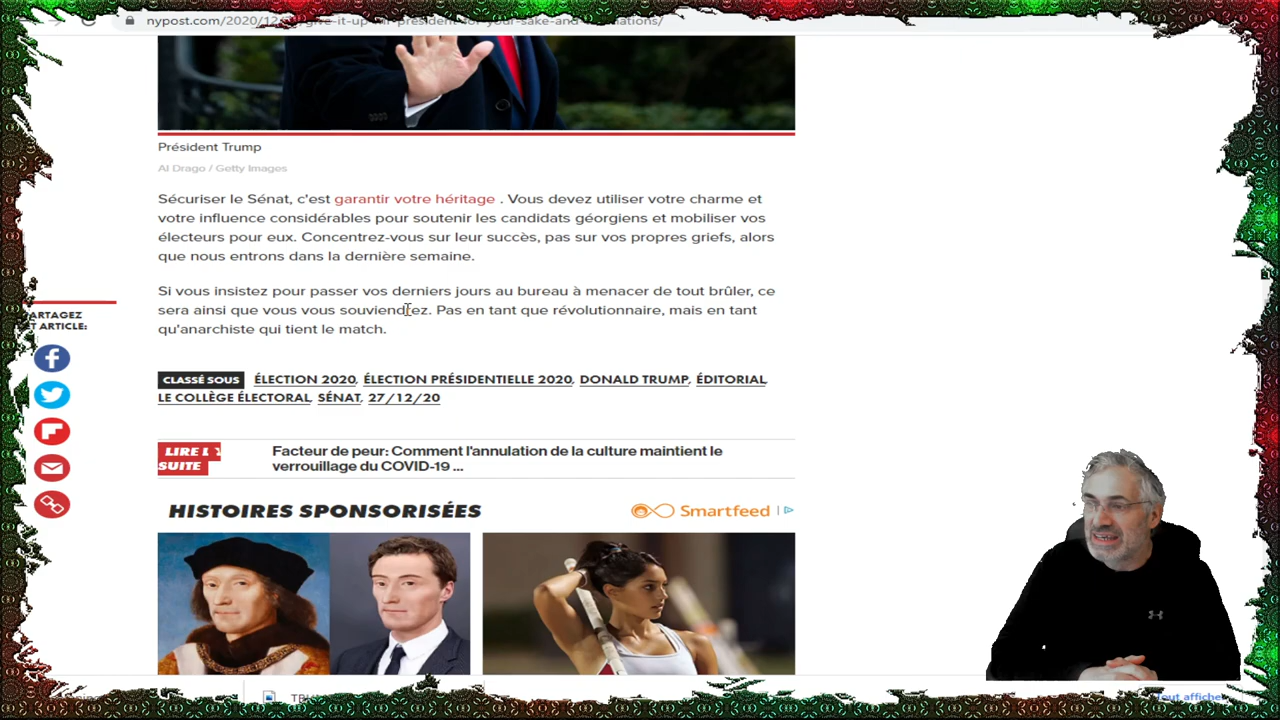 nypost.com/2020/12/
give-it-up-mr-president-for-your-sake-and
nations/
Président Trump
Al Drago / Getty Images
Sécuriser le Sénat, c'est garantir votre héritage . Vous devez utiliser votre charme et
votre influence considérables pour soutenir les candidats géorgiens et mobiliser vos
électeurs pour eux. Concentrez-vous sur leur succès, pas sur vos propres griefs, alors
que nous entrons dans la dernière semaine.
Si vous insistez pour passer vos derniers jours au bureau à menacer de tout brûler, ce
sera ainsi que vous vous souviendrez. Pas en tant que révolutionnaire, mais en tant
qu'anarchiste qui tient le match.
ARTAGEZ
ET ARTICLE:
CLASSÉ SOUS ÉLECTION 2020, ÉLECTION PRÉSIDENTIELLE 2020, DONALD TRUMP, ÉDITORIAL,
LE COLLÈGE ÉLECTORAL, SÉNAT, 27/12/20
LIRE L
SUITE
Facteur de peur: Comment l'annulation de la culture maintient le
verrouillage du COVID-19 ...
HISTOIRES SPONSORISÉES
Smartfeed
out affiche